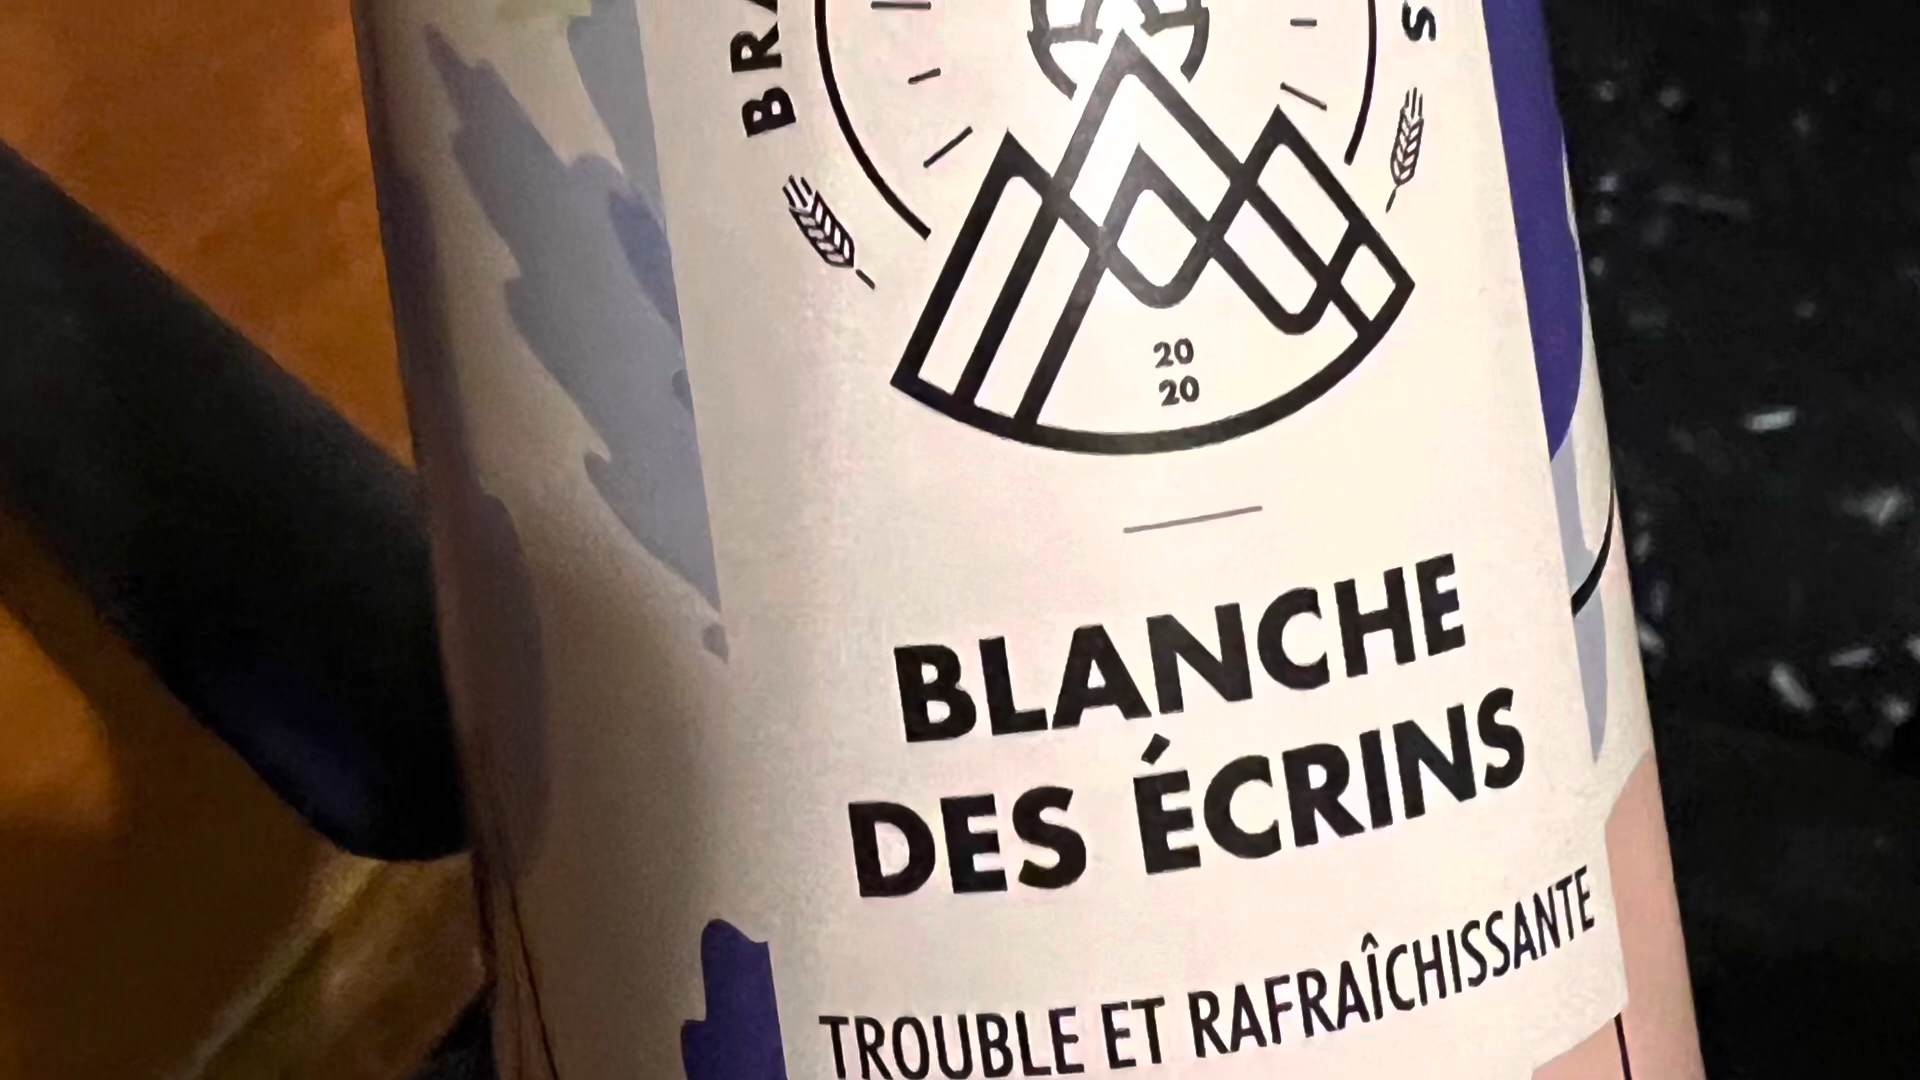 20
20
BLANCHE
DES ÉCRINS
TROUBLE ET RAFRAÎCHISSANTE